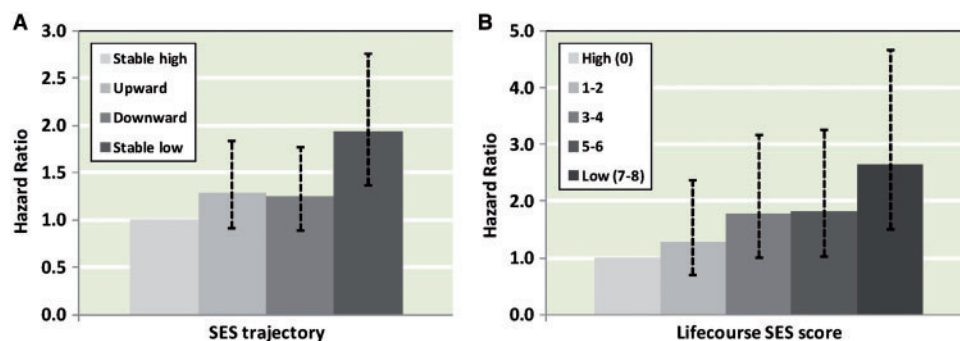 A
3.0
2.5
2.0
1.5
1.0
0.5
0.0
Hazard Ratio
Stable high
Upward
Downward
Stable low
SES trajectory
B
5.0
4.0
3.0
2.0
1.0
0.0
Hazard Ratio
High (0)
1-2
3-4
5-6
Low (7-8)
Lifecourse SES score